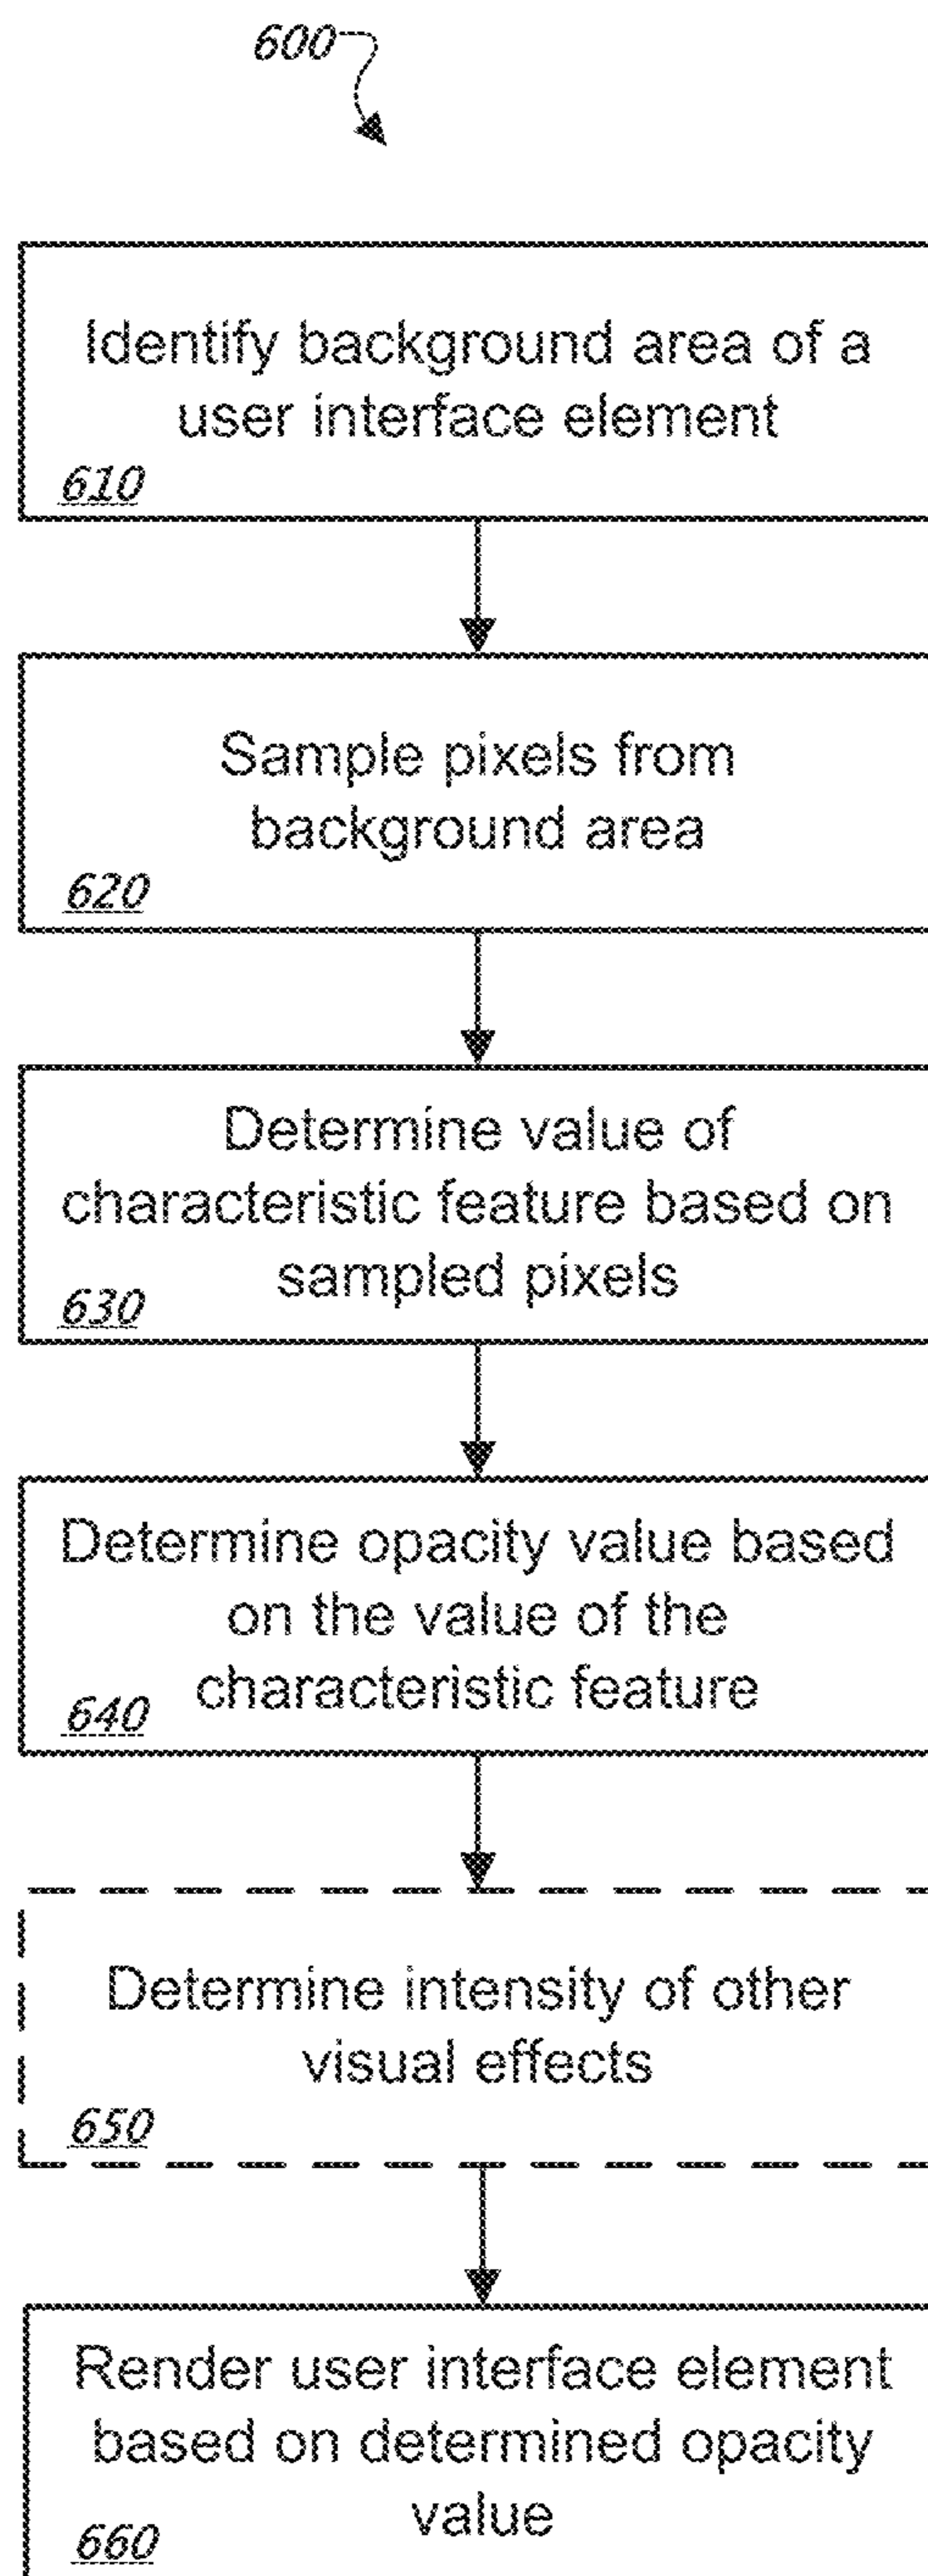 600
Identify background area of a
user interface element
610
Sample pixels from
background area
620
Determine value of
characteristic feature based on
sampled pixels
630
Determine opacity value based
on the value of the
characteristic feature
640
Determine intensity of other
visual effects
650
Render user interface element
based on determined opacity
value
660